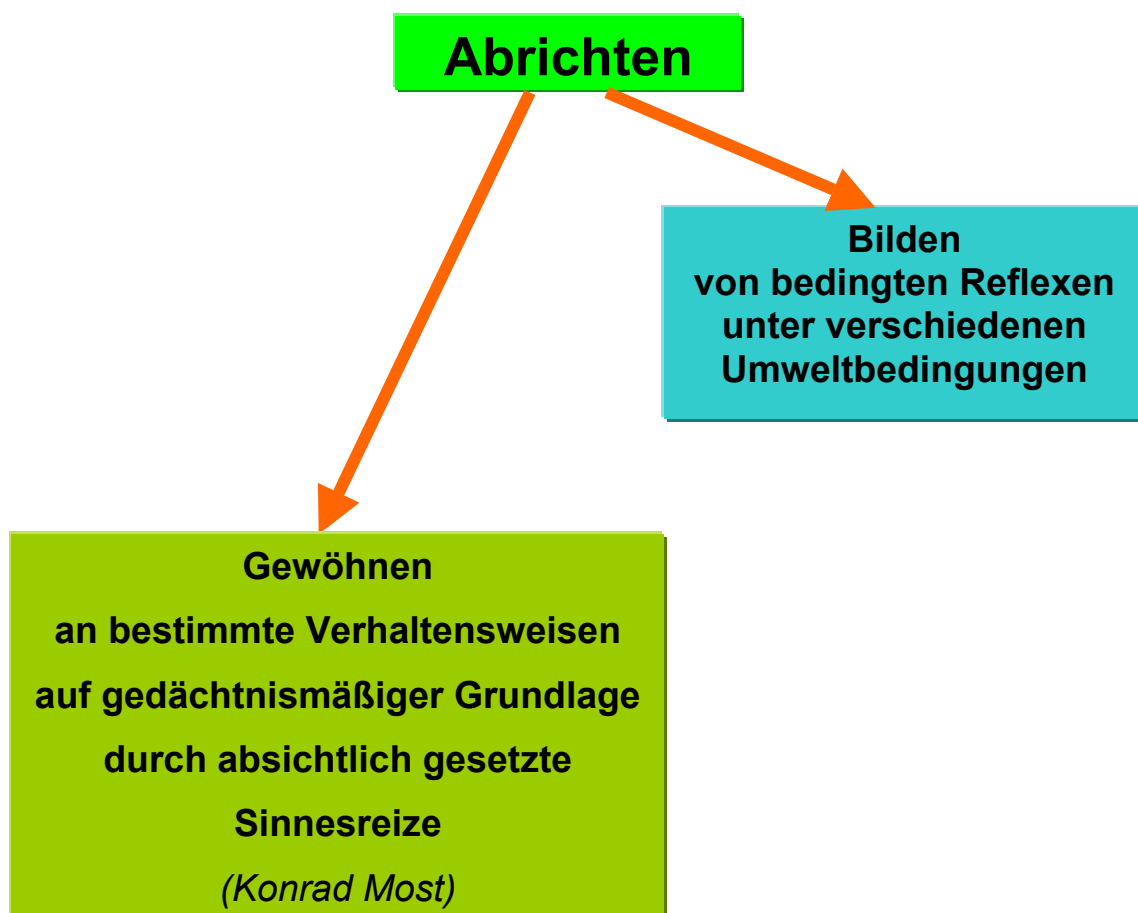 Abrichten
Bilden
von bedingten Reflexen
unter verschiedenen
Umweltbedingungen
Gewöhnen
an bestimmte Verhaltensweisen
auf gedächtnismäßiger Grundlage
durch absichtlich gesetzte
Sinnesreize
(Konrad Most)